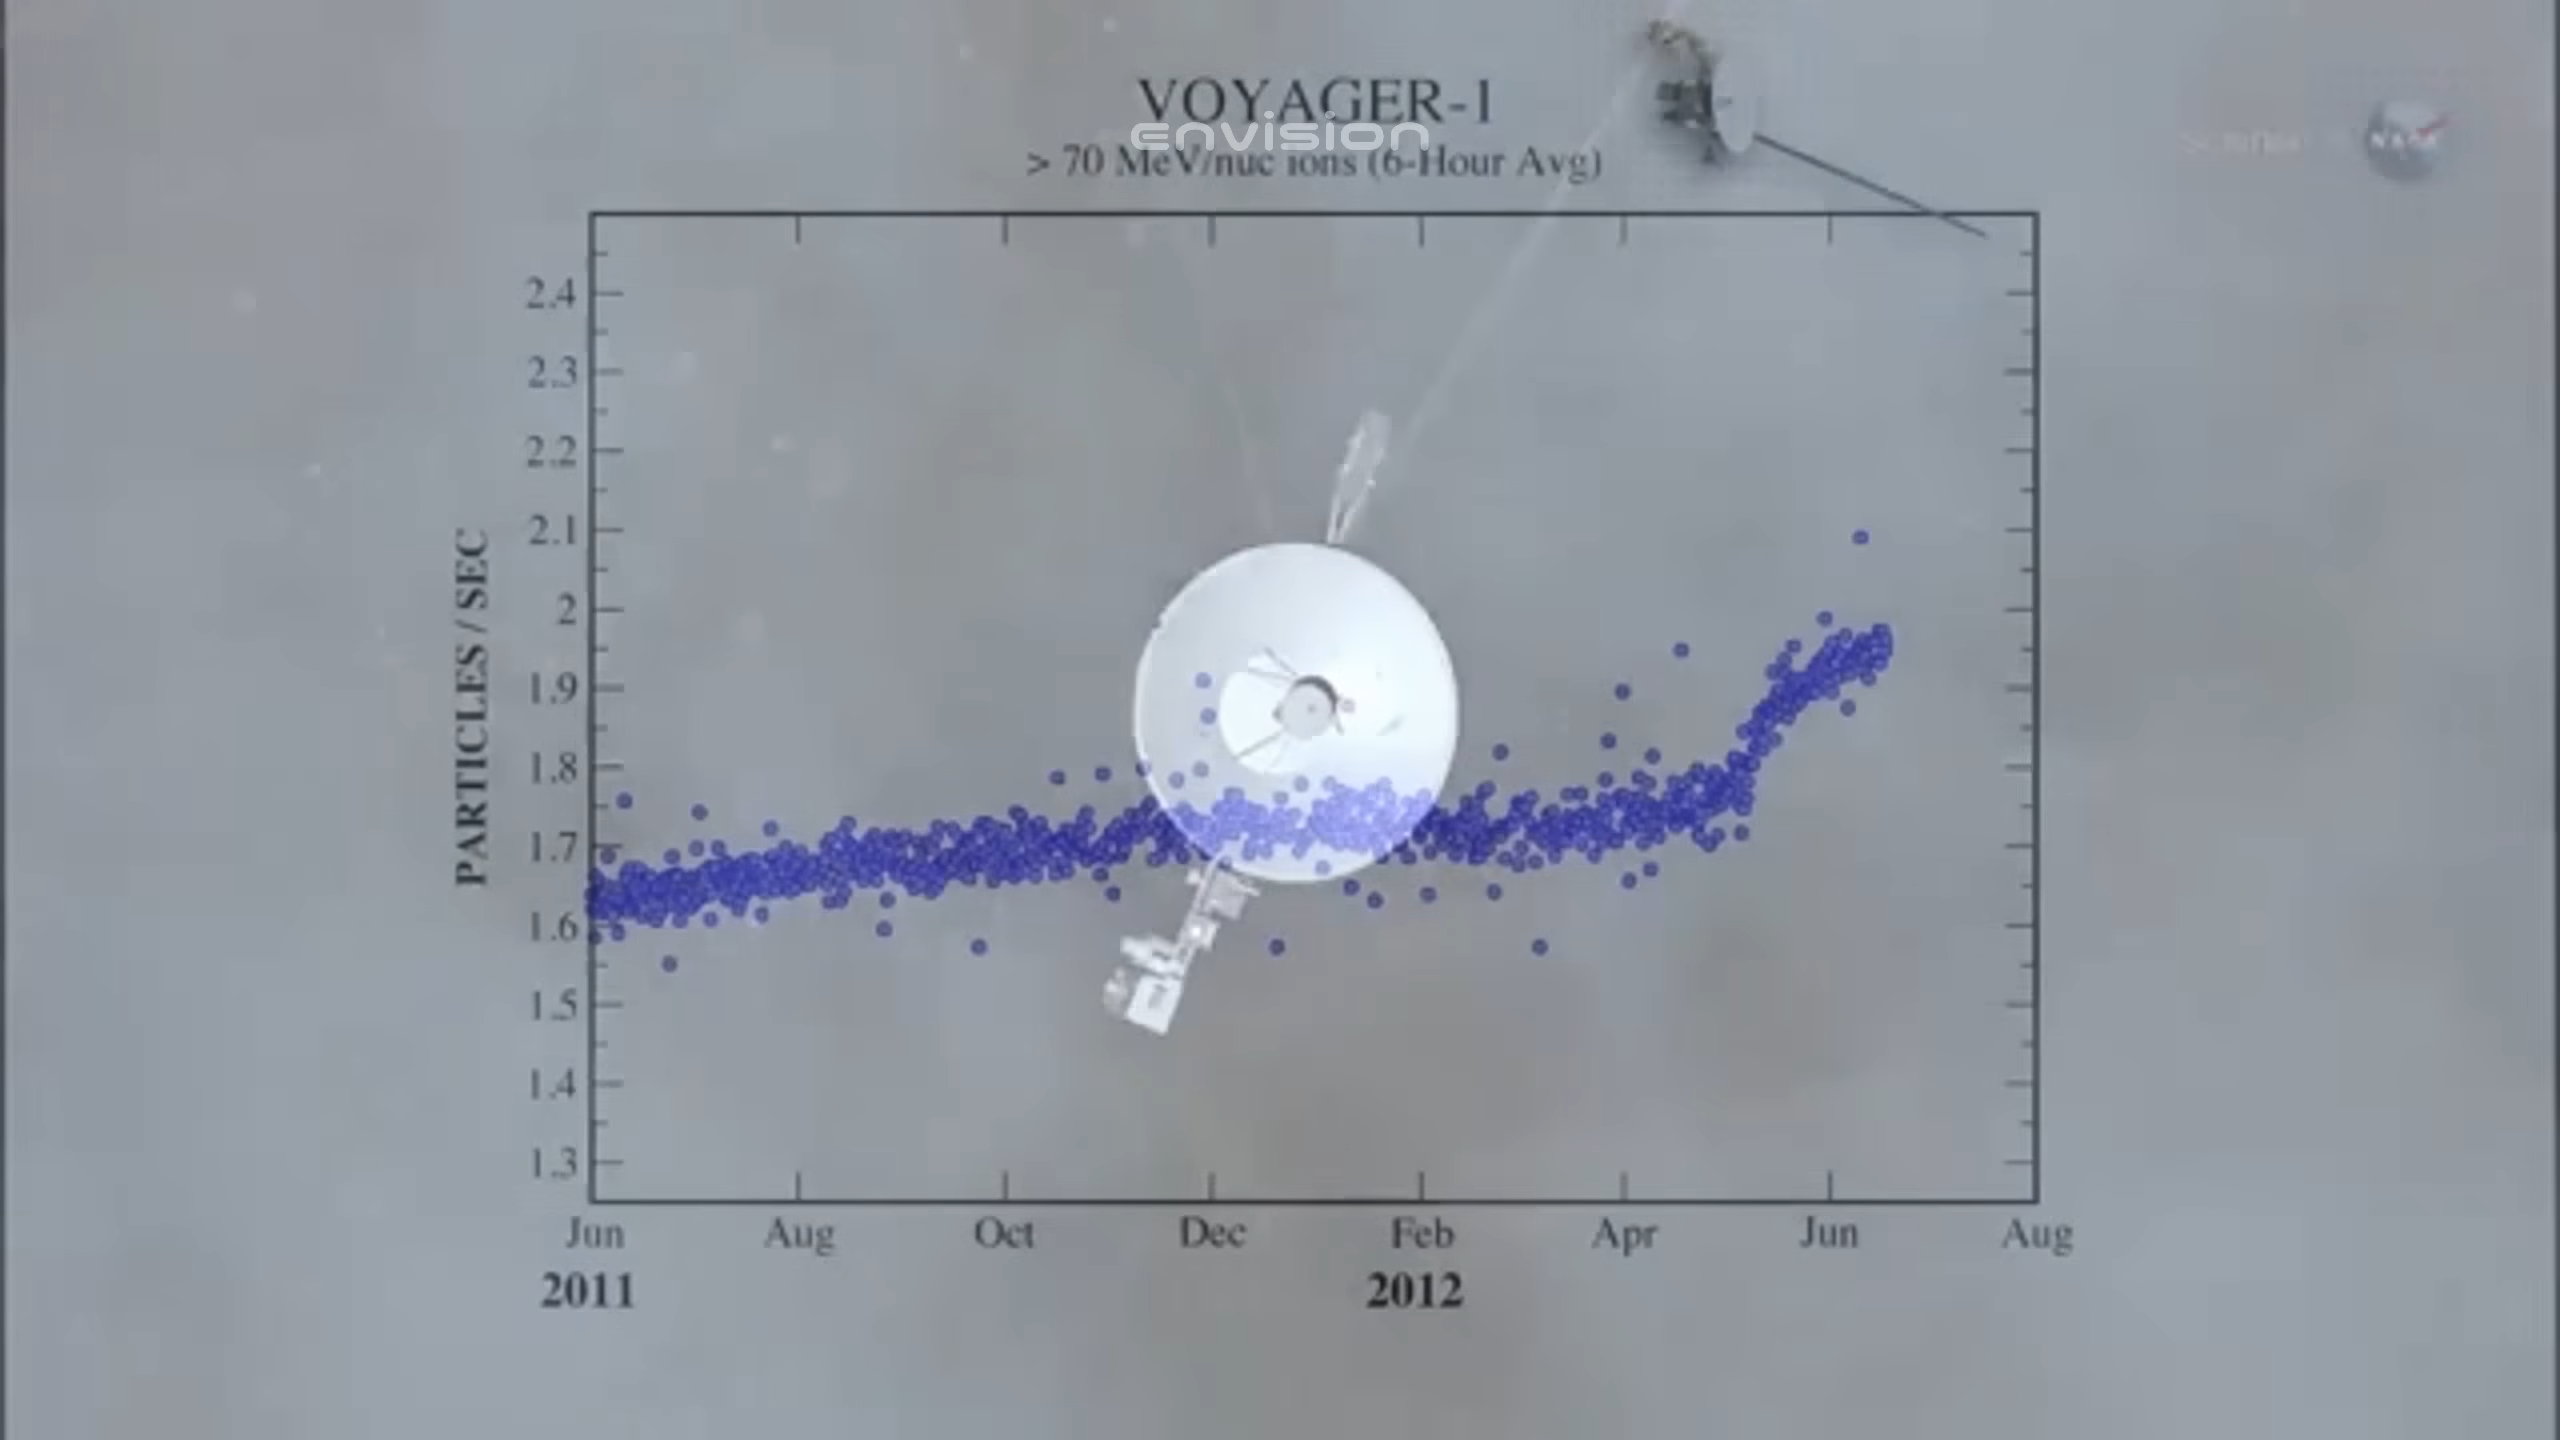 VOYAGER-1
envision
> 70 MeV/nuc ions (6-Hour Avg)
NASA
PARTICLES / SEC
2.4
2.3
2.2
2.1
2
1.9
1.8
1.7
1.6
1.5
1.4
1.3
Jun Aug Oct Dec Feb Apr Jun Aug
2011 2012